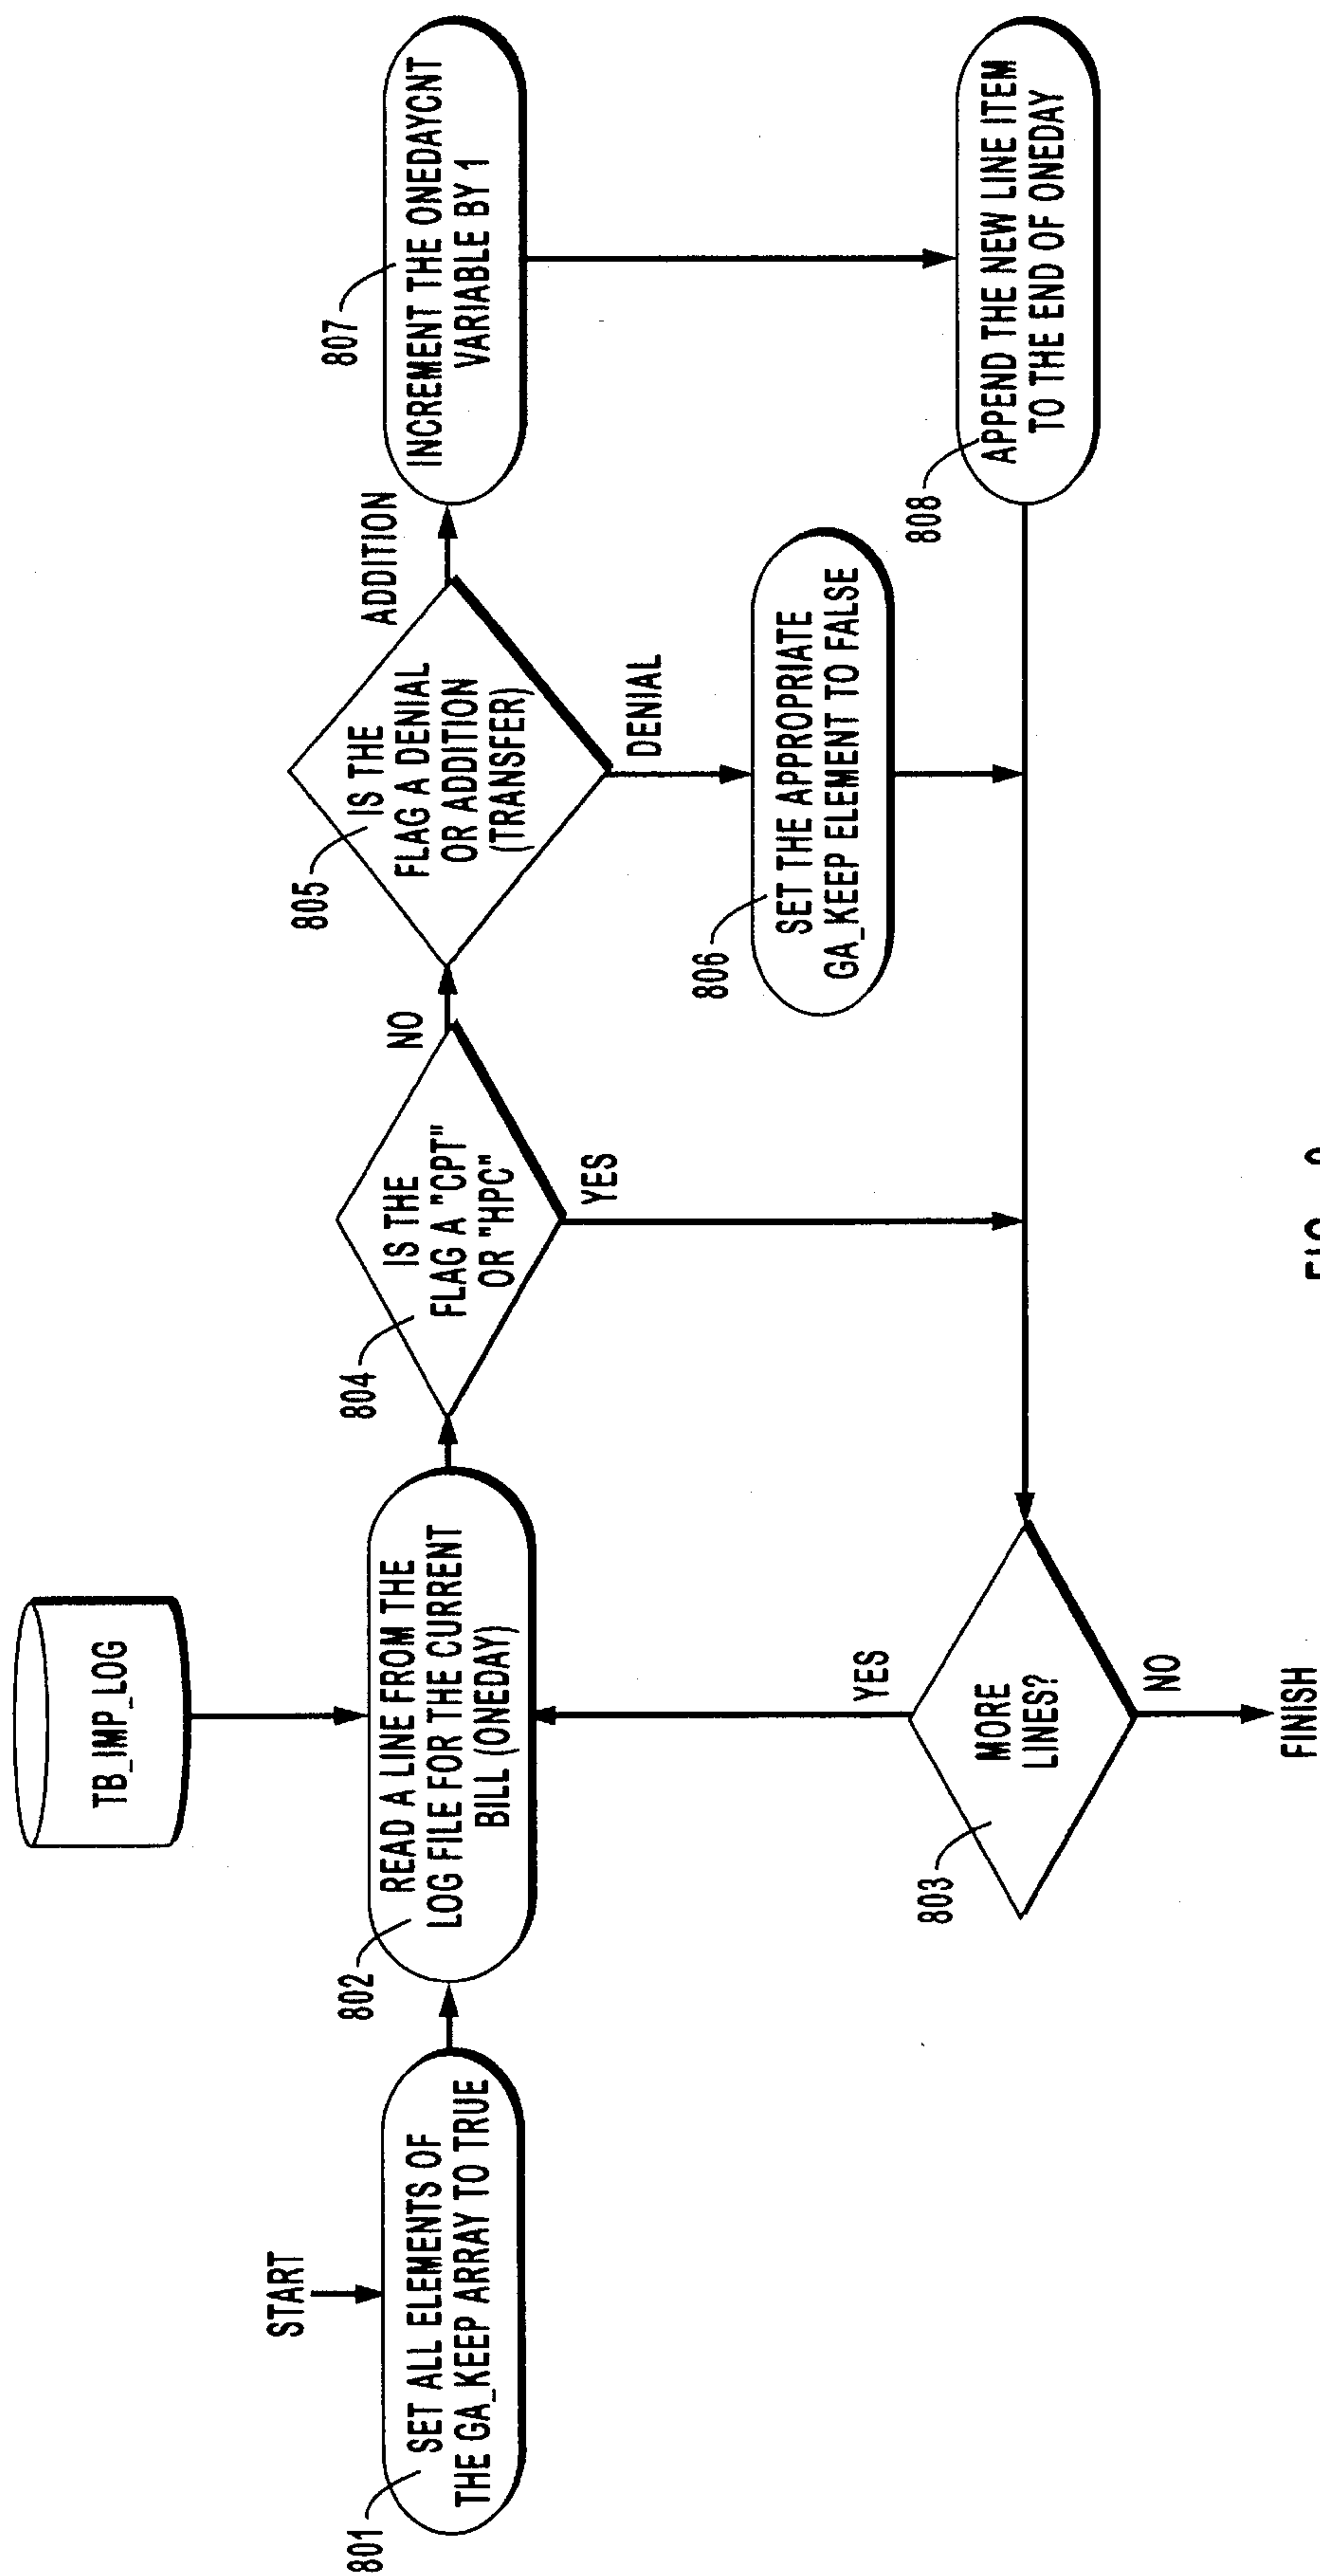 START
801
SET ALL ELEMENTS OF
THE GA_KEEP ARRAY TO TRUE
TB_IMP_LOG
802
READ A LINE FROM THE
LOG FILE FOR THE CURRENT
BILL (ONEDAY)
804
IS THE
FLAG A "CPT"
OR "HPC"
NO
YES
805
IS THE
FLAG A DENIAL
OR ADDITION
(TRANSFER)
ADDITION
DENIAL
807
INCREMENT THE ONEDAYCNT
VARIABLE BY 1
806
SET THE APPROPRIATE
GA_KEEP ELEMENT TO FALSE
808
APPEND THE NEW LINE ITEM
TO THE END OF ONEDAY
803
MORE
LINES?
YES
NO
FINISH